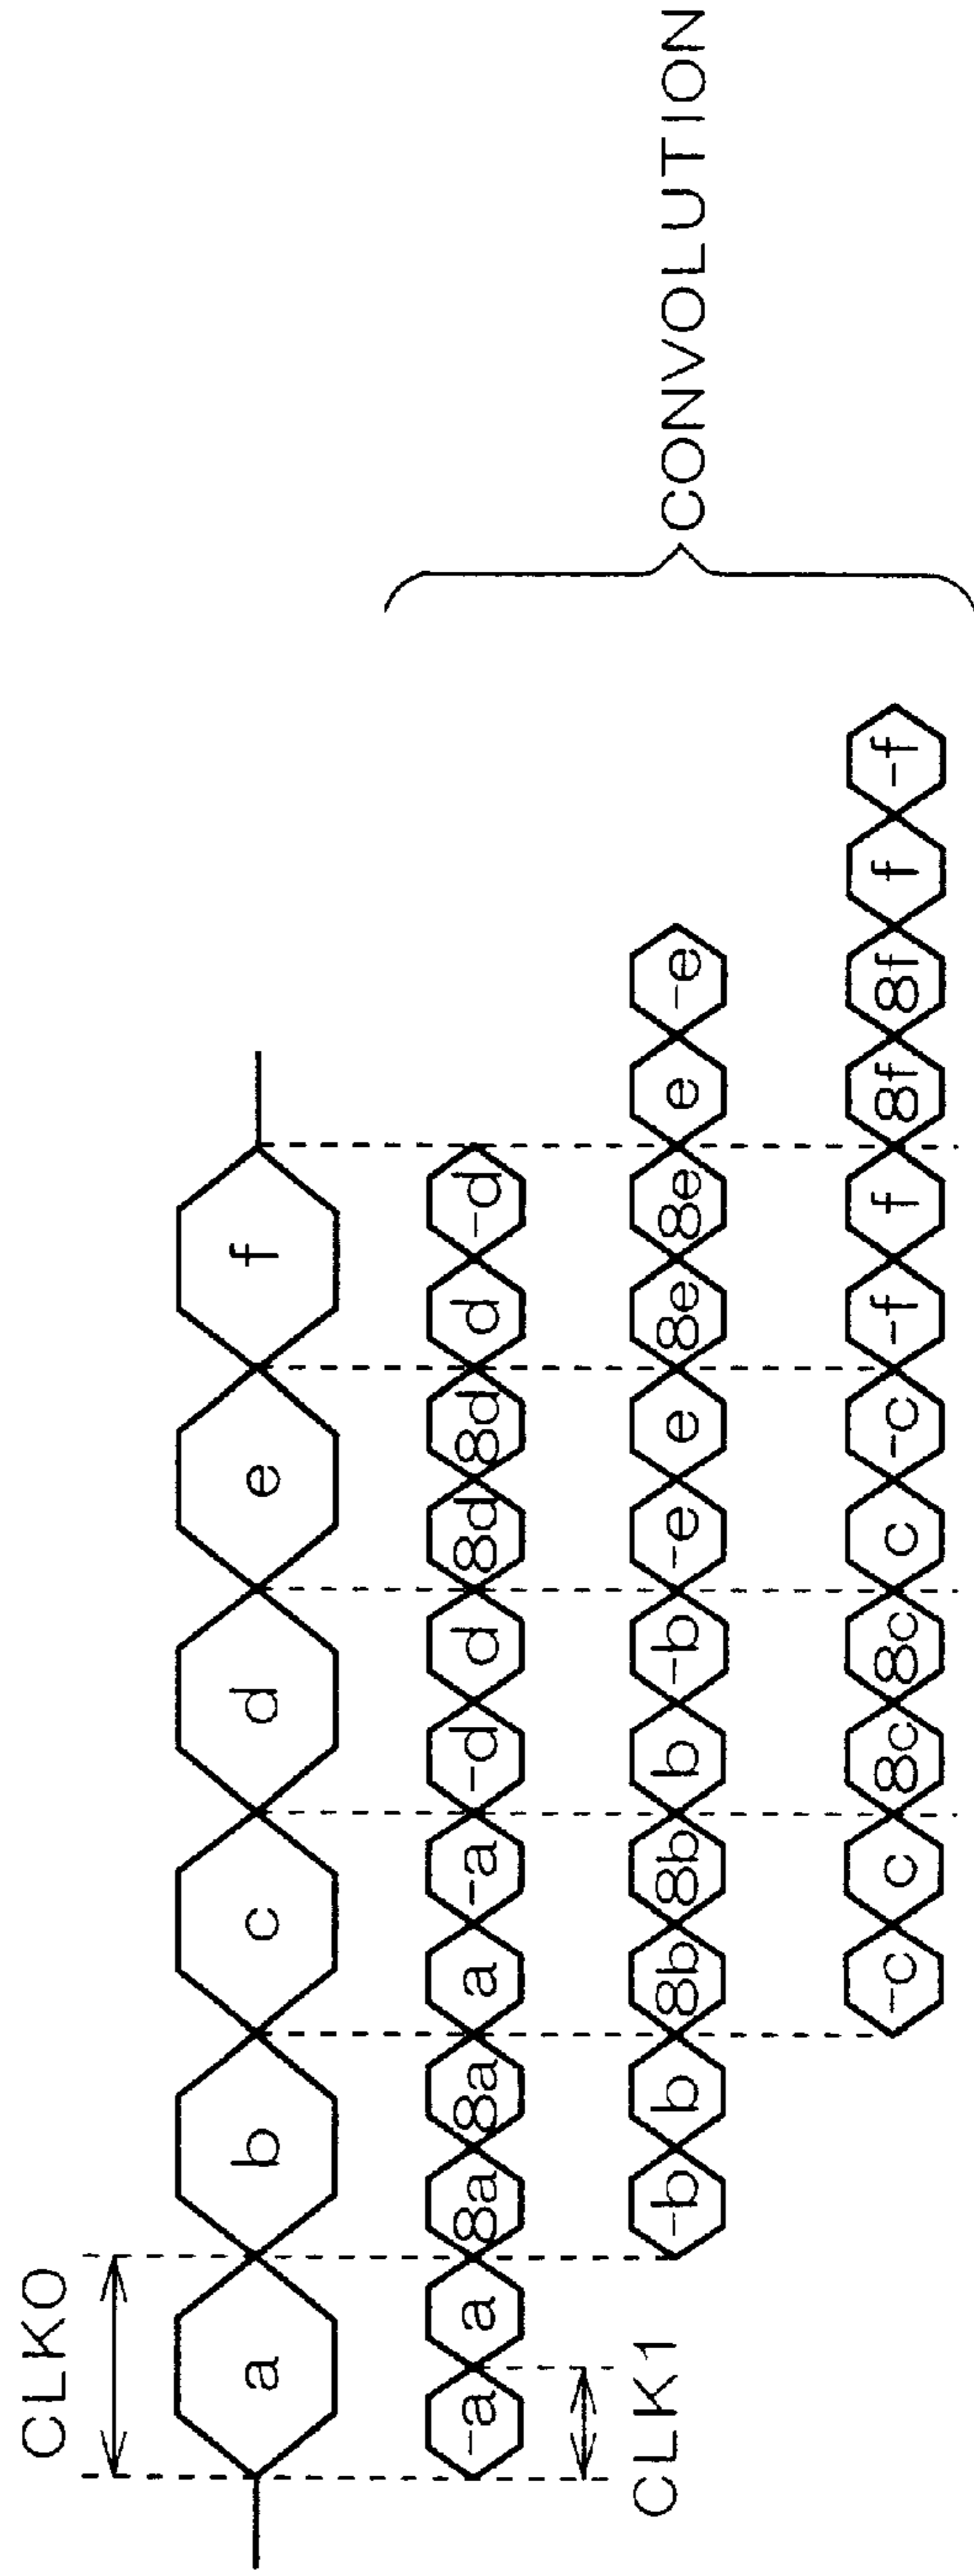 CLK0
a b c d e f
-a a 8a 8a a -a -d d 8d 8d d -d
CLK1
-b b 8b 8b b -b -e e 8e 8e e -e
CONVOLUTION
-c c 8c 8c c -c -f f 8f 8f f -f